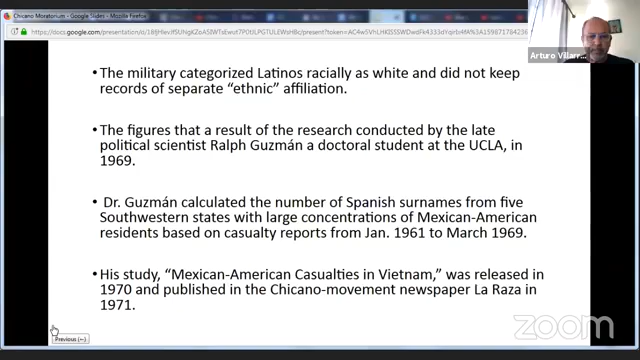 Chicano Moratorium - Google Slides - Mozilla Firefox
Arturo Villarr...
• The military categorized Latinos racially as white and did not keep
records of separate "ethnic" affiliation.
• The figures that a result of the research conducted by the late
political scientist Ralph Guzmán a doctoral student at the UCLA, in
1969.
• Dr. Guzmán calculated the number of Spanish surnames from five
Southwestern states with large concentrations of Mexican-American
residents based on casualty reports from Jan. 1961 to March 1969.
• His study, "Mexican-American Casualties in Vietnam," was released in
1970 and published in the Chicano-movement newspaper La Raza in
1971.
Previous (←)
zoom